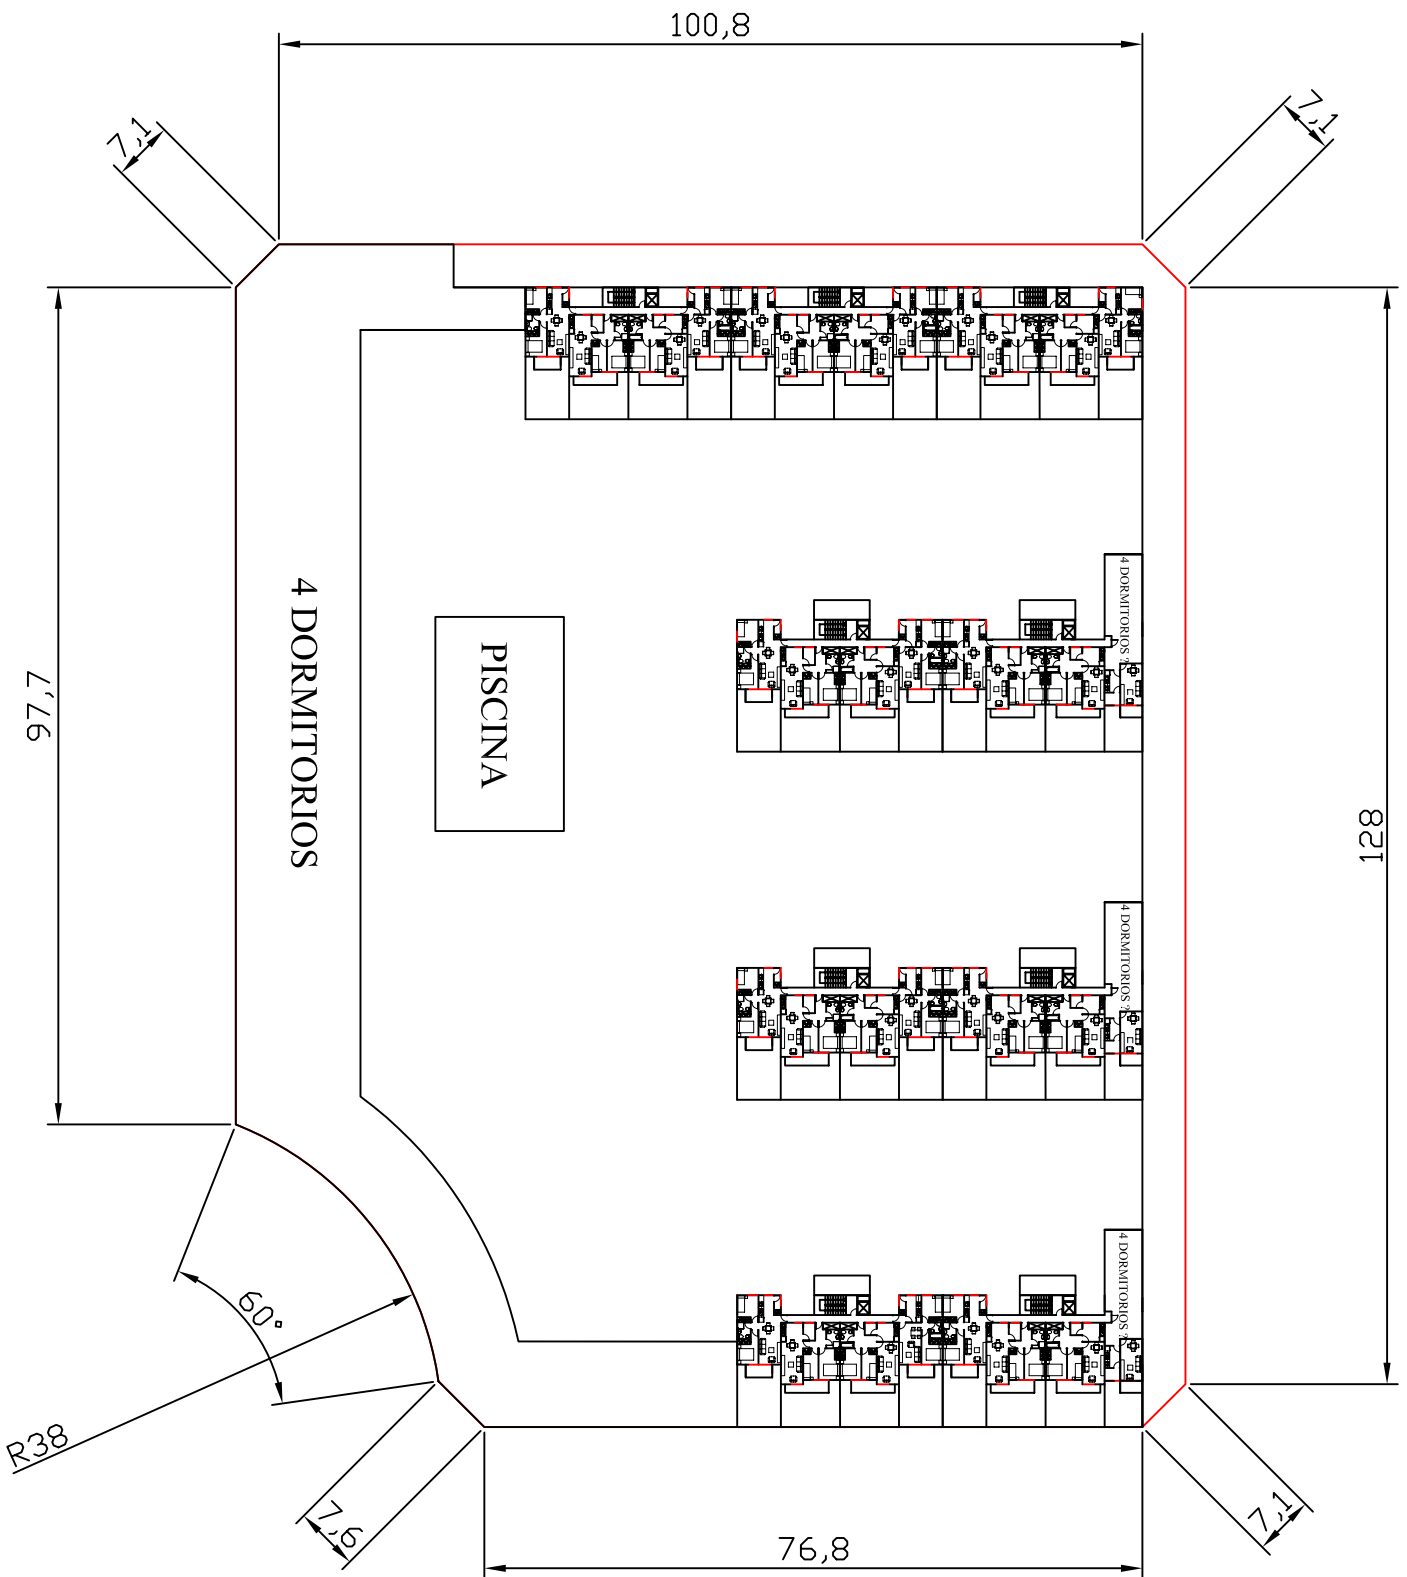 100,8
7,1
7,1
4 DORMITORIOS ?
4 DORMITORIOS
PISCINA
97,7
128
4 DORMITORIOS ?
4 DORMITORIOS ?
60°
R38
7,6
7,1
76,8